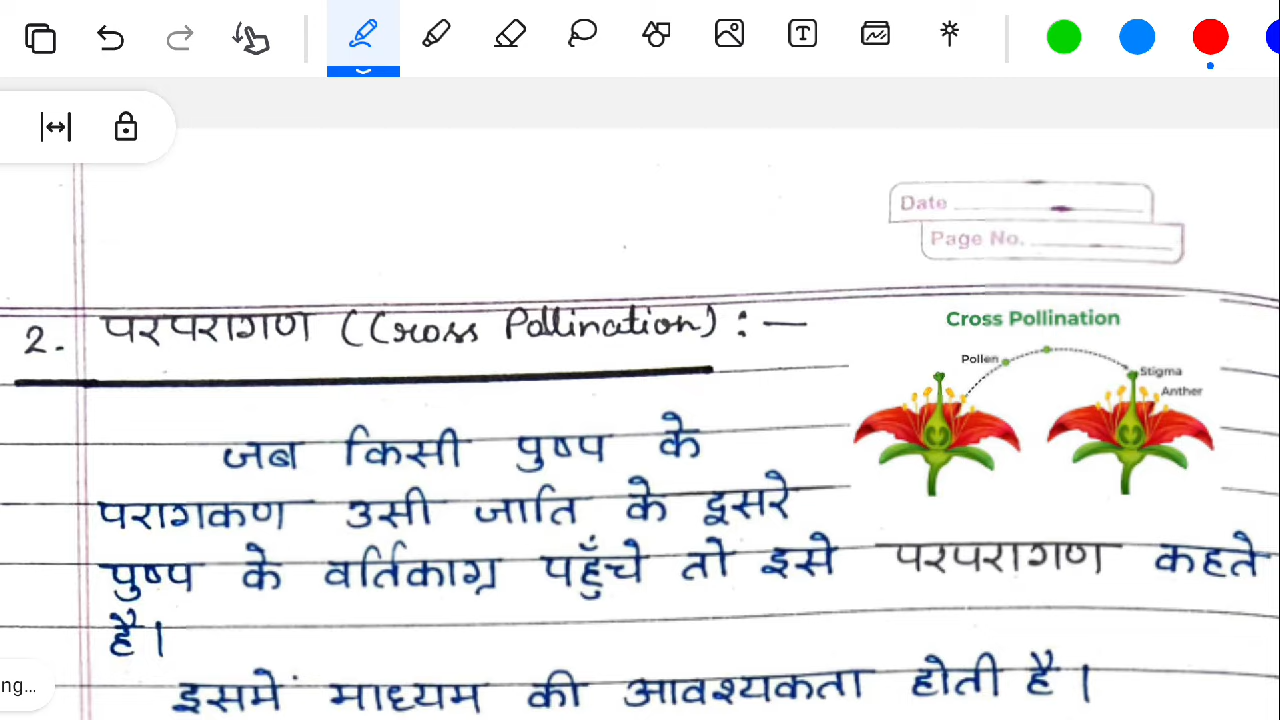 Date
Page No.
2. परपरागण (Cross Pollination) : —
Cross Pollination
Pollen
Stigma
Anther
जब किसी पुष्प के
परागकण उसी जाति के दूसरे
पुष्प के वर्तिकाग्र पहुँचे तो इसे परपरागण कहते
है।
इसमें माध्यम की आवश्यकता होती है।
ng...